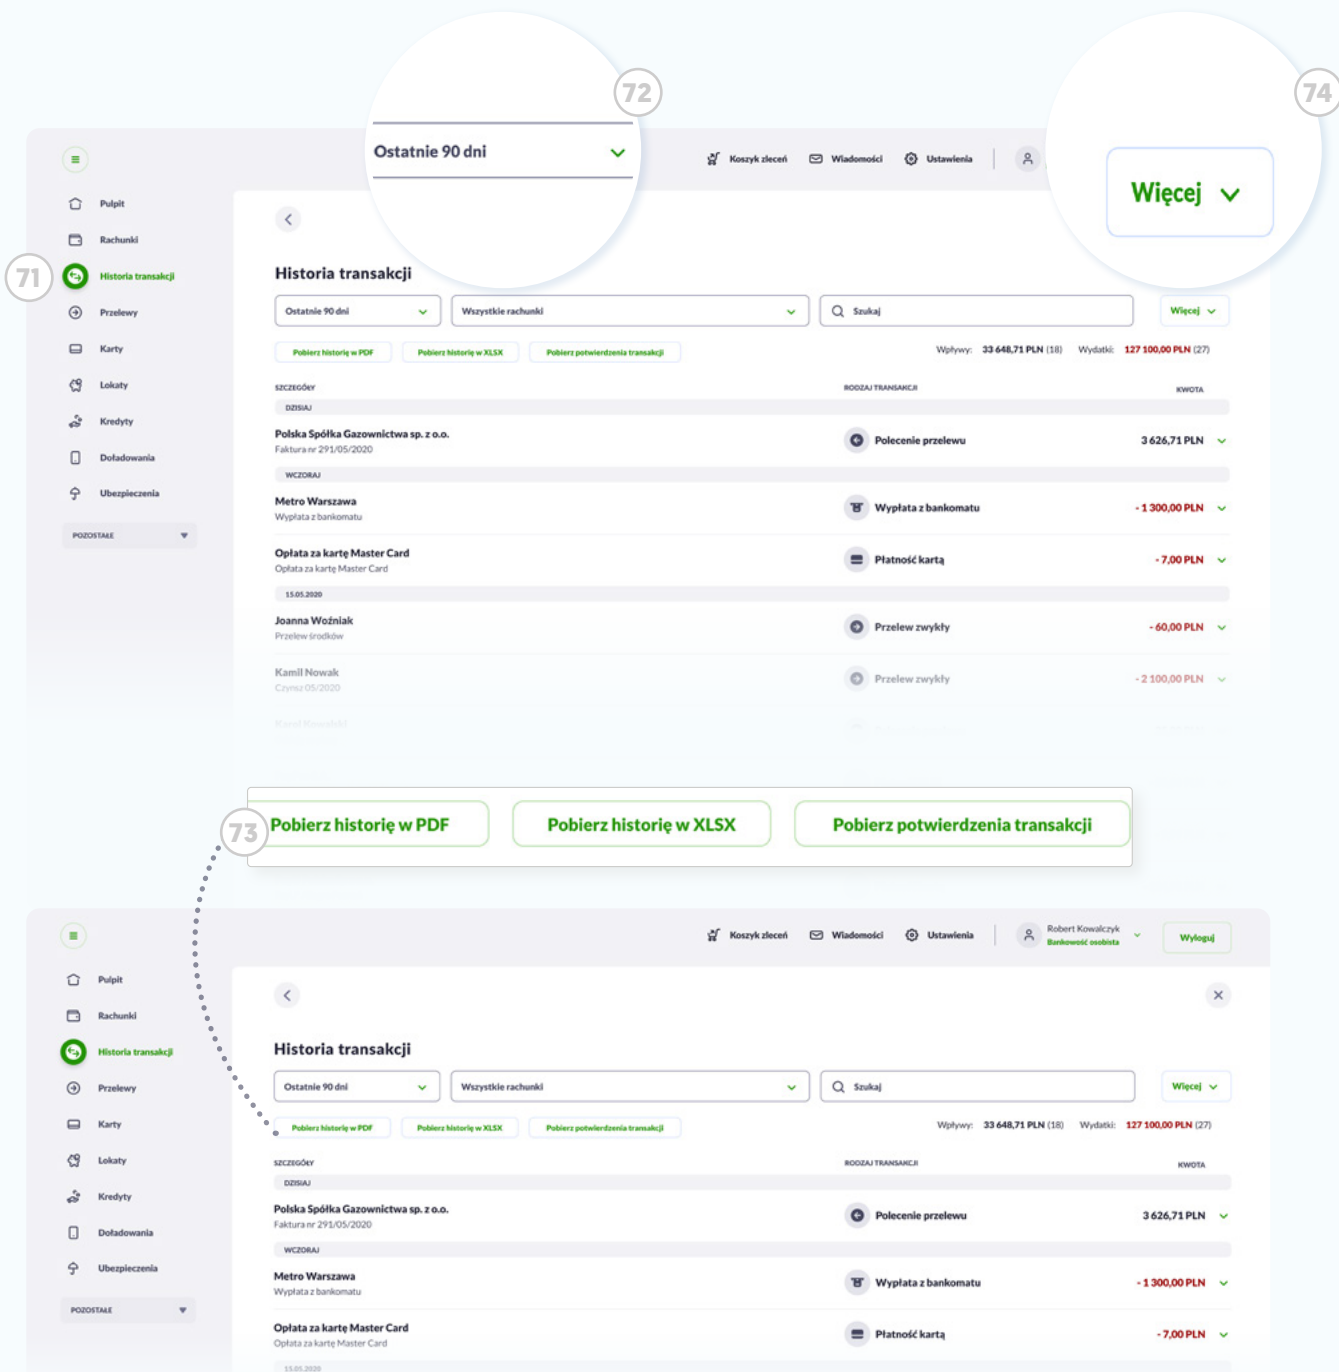 72
74
Ostatnie 90 dni
Koszyk zleceń
Wiadomości
Ustawienia
Więcej
Pulpit
Rachunki
71
Historia transakcji
Przelewy
Karty
Lokaty
Kredyty
Doładowania
Ubezpieczenia
POZOSTAŁE
Historia transakcji
Ostatnie 90 dni
Wszystkie rachunki
Szukaj
Więcej
Pobierz historię w PDF
Pobierz historię w XLSX
Pobierz potwierdzenia transakcji
Wpływy: 33 648,71 PLN (18) Wydatki: 127 100,00 PLN (27)
SZCZEGÓŁY RODZAJ TRANSAKCJI KWOTA
DZISIAJ
Polska Spółka Gazownictwa sp. z o.o.
Faktura nr 291/05/2020
Polecenie przelewu 3 626,71 PLN
WCZORAJ
Metro Warszawa
Wypłata z bankomatu
Wypłata z bankomatu - 1 300,00 PLN
Opłata za kartę Master Card
Opłata za kartę Master Card
Płatność kartą - 7,00 PLN
15.05.2020
Joanna Woźniak
Przelew środków
Przelew zwykły - 60,00 PLN
Kamil Nowak
Czynsz 05/2020
Przelew zwykły - 2 100,00 PLN
Karol Kowalski
73
Pobierz historię w PDF
Pobierz historię w XLSX
Pobierz potwierdzenia transakcji
Koszyk zleceń
Wiadomości
Ustawienia
Robert Kowalczyk
Bankowość osobista
Wyloguj
Pulpit
Rachunki
Historia transakcji
Przelewy
Karty
Lokaty
Kredyty
Doładowania
Ubezpieczenia
POZOSTAŁE
Historia transakcji
Ostatnie 90 dni
Wszystkie rachunki
Szukaj
Więcej
Pobierz historię w PDF
Pobierz historię w XLSX
Pobierz potwierdzenia transakcji
Wpływy: 33 648,71 PLN (18) Wydatki: 127 100,00 PLN (27)
SZCZEGÓŁY RODZAJ TRANSAKCJI KWOTA
DZISIAJ
Polska Spółka Gazownictwa sp. z o.o.
Faktura nr 291/05/2020
Polecenie przelewu 3 626,71 PLN
WCZORAJ
Metro Warszawa
Wypłata z bankomatu
Wypłata z bankomatu - 1 300,00 PLN
Opłata za kartę Master Card
Opłata za kartę Master Card
Płatność kartą - 7,00 PLN
15.05.2020